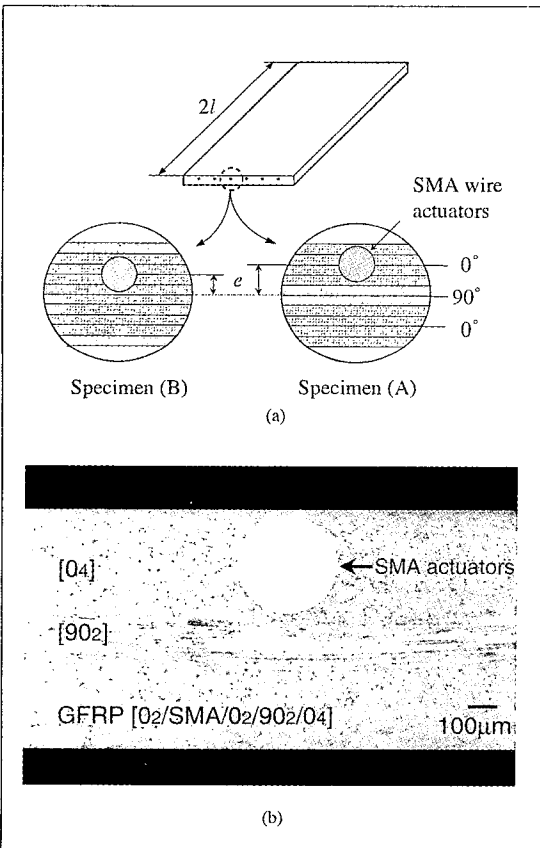 2l
SMA wire
actuators
0°
e
90°
0°
Specimen (B)
Specimen (A)
(a)
[04]
SMA actuators
[902]
GFRP [02/SMA/02/902/04]
100μm
(b)